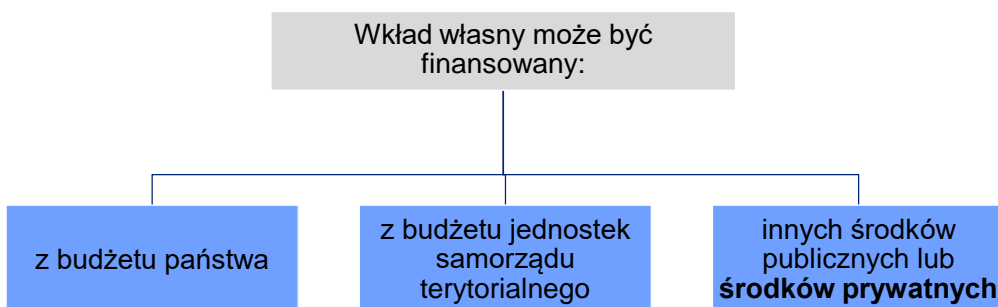 Wkład własny może być
finansowany:
z budżetu państwa
z budżetu jednostek
samorządu
terytorialnego
innych środków
publicznych lub
środków prywatnych